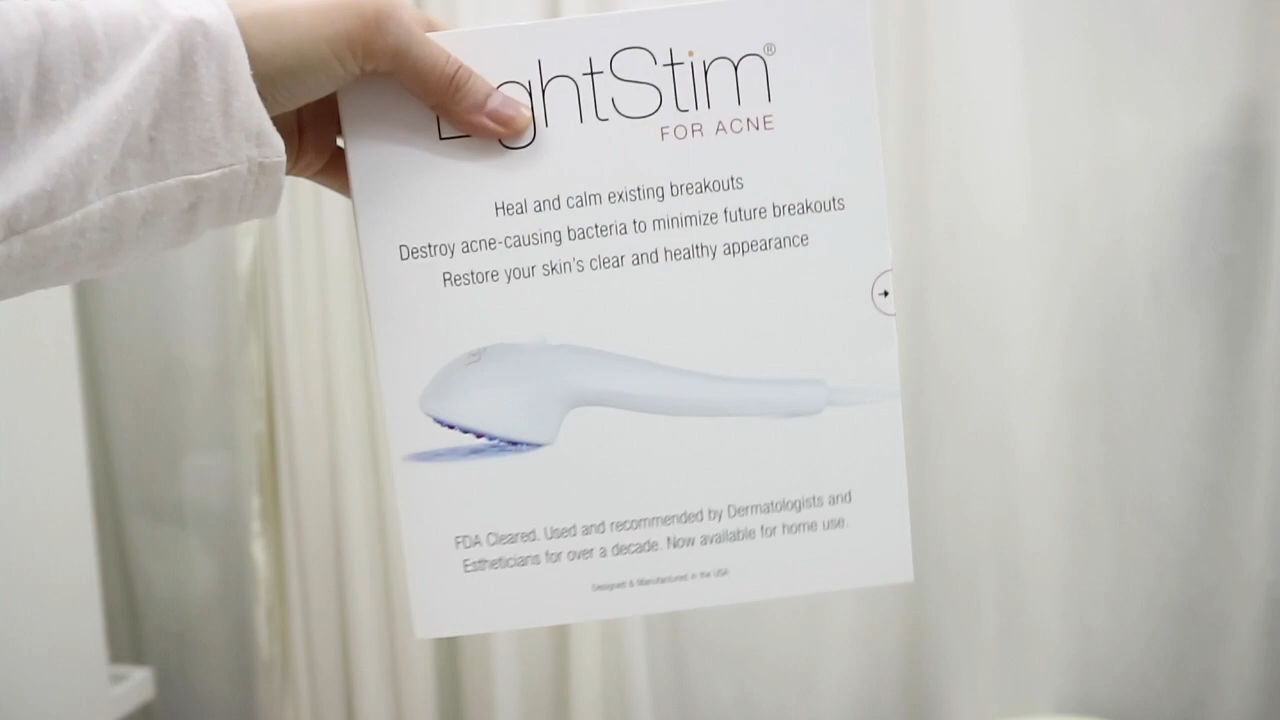 LightStim®
FOR ACNE
Heal and calm existing breakouts
Destroy acne-causing bacteria to minimize future breakouts
Restore your skin's clear and healthy appearance
FDA Cleared. Used and recommended by Dermatologists and
Estheticians for over a decade. Now available for home use.
Designed & Manufactured in the USA